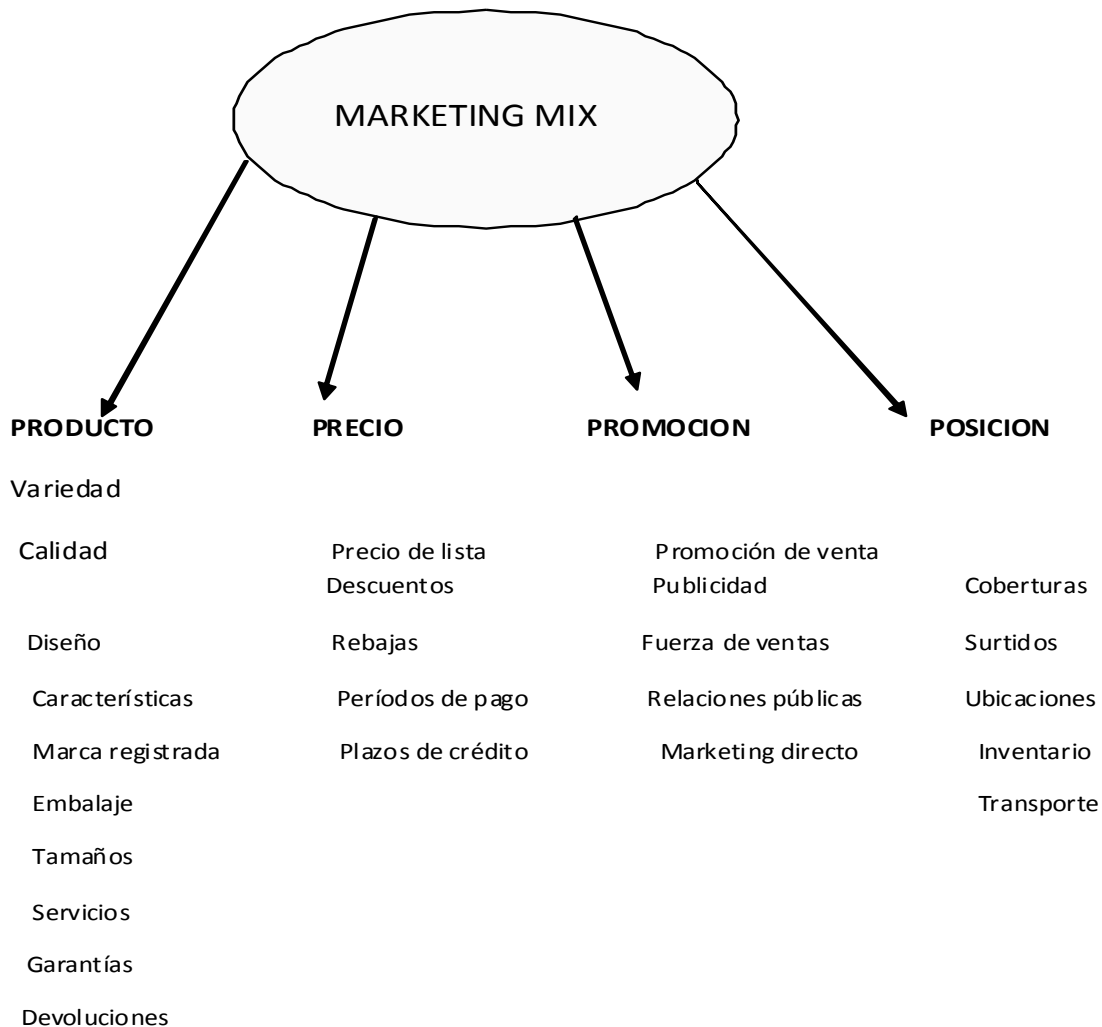 MARKETING MIX
PRODUCTO PRECIO PROMOCION POSICION
Variedad
Calidad Precio de lista Promoción de venta
Descuentos Publicidad Coberturas
Diseño Rebajas Fuerza de ventas Surtidos
Características Períodos de pago Relaciones públicas Ubicaciones
Marca registrada Plazos de crédito Marketing directo Inventario
Embalaje Transporte
Tamaños
Servicios
Garantías
Devoluciones